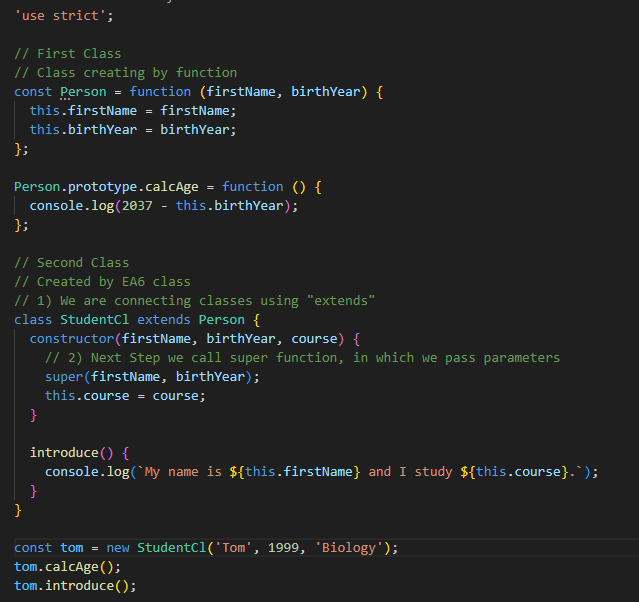 'use strict';
// First Class
// Class creating by function
const Person = function (firstName, birthYear) {
this.firstName = firstName;
this.birthYear = birthYear;
};
Person.prototype.calcAge = function () {
console.log(2037 - this.birthYear);
};
// Second Class
// Created by EA6 class
// 1) We are connecting classes using "extends"
class StudentCl extends Person {
constructor(firstName, birthYear, course) {
// 2) Next Step we call super function, in which we pass parameters
super(firstName, birthYear);
this.course = course;
}
introduce() {
console.log(`My name is ${this.firstName} and I study ${this.course}.`);
}
}
const tom = new StudentCl('Tom', 1999, 'Biology');
tom.calcAge();
tom.introduce();